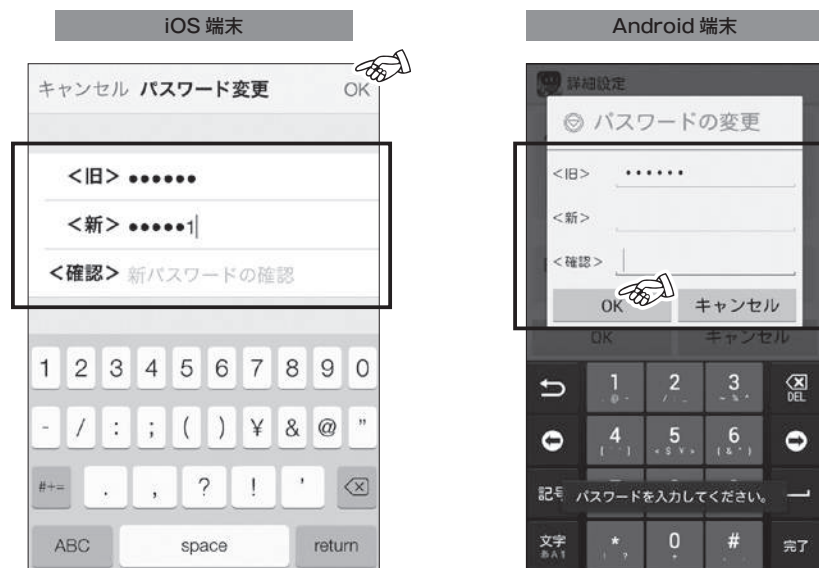 iOS 端末
キャンセル パスワード変更 OK
<旧> ••••••
<新> •••••1
<確認> 新パスワードの確認
1 2 3 4 5 6 7 8 9 0
- / : ; ( ) ¥ & @ "
#+= . , ? ! '
ABC space return
Android 端末
詳細設定
パスワードの変更
<旧> ••••••
<新>
<確認>
OK キャンセル
OK キャンセル
1 2 3 DEL
4 5 6
記号
パスワードを入力してください。
文字 * 0 # 完了
あA1